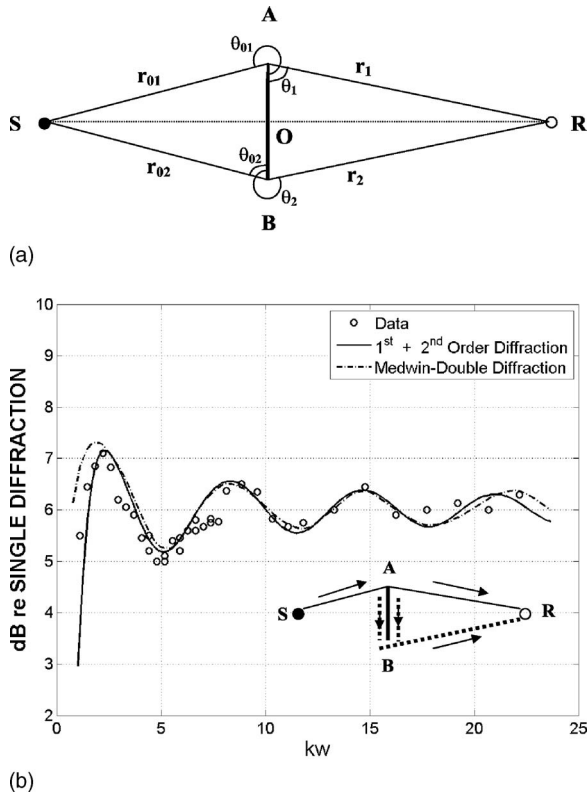 A
θ01
r01
θ1
r1
S
O
R
r02
θ02
r2
θ2
B
(a)
10
Data
1st + 2nd Order Diffraction
Medwin-Double Diffraction
9
8
7
6
5
4
3
2
dB re SINGLE DIFFRACTION
A
S
R
B
0 5 10 15 20 25
kw
(b)